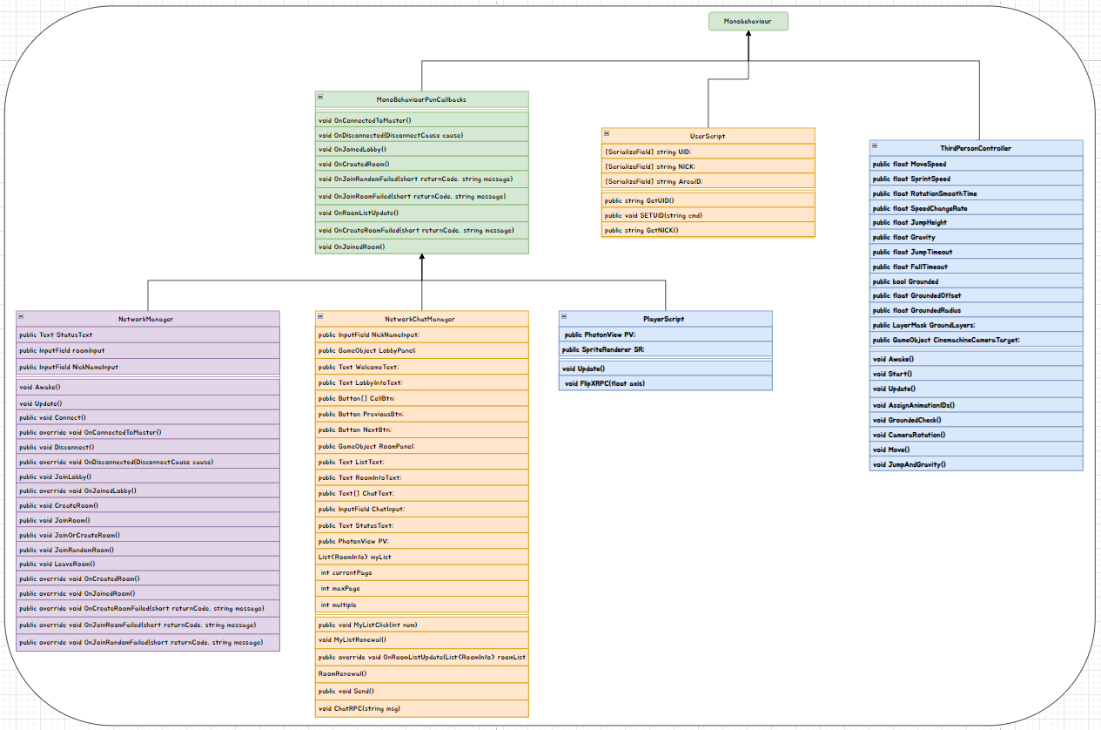 Monobehaviour
MonoBehaviourPunCallbacks
void OnConnectedToMaster()
void OnDisconnected(DisconnectCause cause)
void OnJoinedLobby()
void OnCreatedRoom()
void OnJoinRandomFailed(short returnCode, string message)
void OnJoinRoomFailed(short returnCode, string message)
void OnRoomListUpdate()
void OnCreateRoomFailed(short returnCode, string message)
void OnJoinedRoom()
UserScript
[SerializeField] string UID;
[SerializeField] string NICK;
[SerializeField] string AreaID;
public string GetUID()
public void SETUID(string cmd)
public string GetNICK()
ThirdPersonController
public float MoveSpeed
public float SprintSpeed
public float RotationSmoothTime
public float SpeedChangeRate
public float JumpHeight
public float Gravity
public float JumpTimeout
public float FallTimeout
public bool Grounded
public float GroundedOffset
public float GroundedRadius
public LayerMask GroundLayers;
public GameObject CinemachineCameraTarget;
void Awake()
void Start()
void Update()
void AssignAnimationIDs()
void GroundedCheck()
void CameraRotation()
void Move()
void JumpAndGravity()
NetworkManager
public Text StatusText
public InputField roomInput
public InputField NickNameInput
void Awake()
void Update()
public void Connect()
public override void OnConnectedToMaster()
public void Disconnect()
public override void OnDisconnected(DisconnectCause cause)
public void JoinLobby()
public override void OnJoinedLobby()
public void CreateRoom()
public void JoinRoom()
public void JoinOrCreateRoom()
public void JoinRandomRoom()
public void LeaveRoom()
public override void OnCreatedRoom()
public override void OnJoinedRoom()
public override void OnCreateRoomFailed(short returnCode, string message)
public override void OnJoinRoomFailed(short returnCode, string message)
public override void OnJoinRandomFailed(short returnCode, string message)
NetworkChatManager
public InputField NickNameInput;
public GameObject LobbyPanel;
public Text WelcomeText;
public Text LobbyInfoText;
public Button[] CellBtn;
public Button PreviousBtn;
public Button NextBtn;
public GameObject RoomPanel;
public Text ListText;
public Text RoomInfoText;
public Text[] ChatText;
public InputField ChatInput;
public Text StatusText;
public PhotonView PV;
List<RoomInfo> myList
int currentPage
int maxPage
int multiple
public void MyListClick(int num)
void MyListRenewal()
public override void OnRoomListUpdate(List<RoomInfo> roomList
RoomRenewal()
public void Send()
void ChatRPC(string msg)
PlayerScript
public PhotonView PV;
public SpriteRenderer SR;
void Update()
void FlipXRPC(float axis)